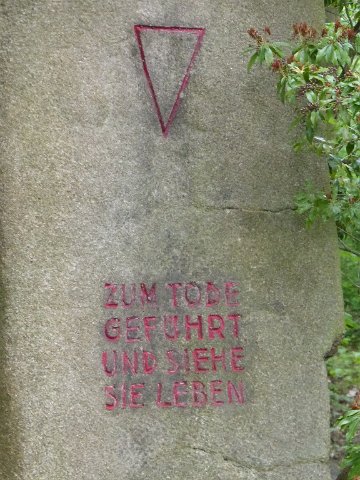 ZUM TODE
GEFÜHRT
UND SIEHE
SIE LEBEN